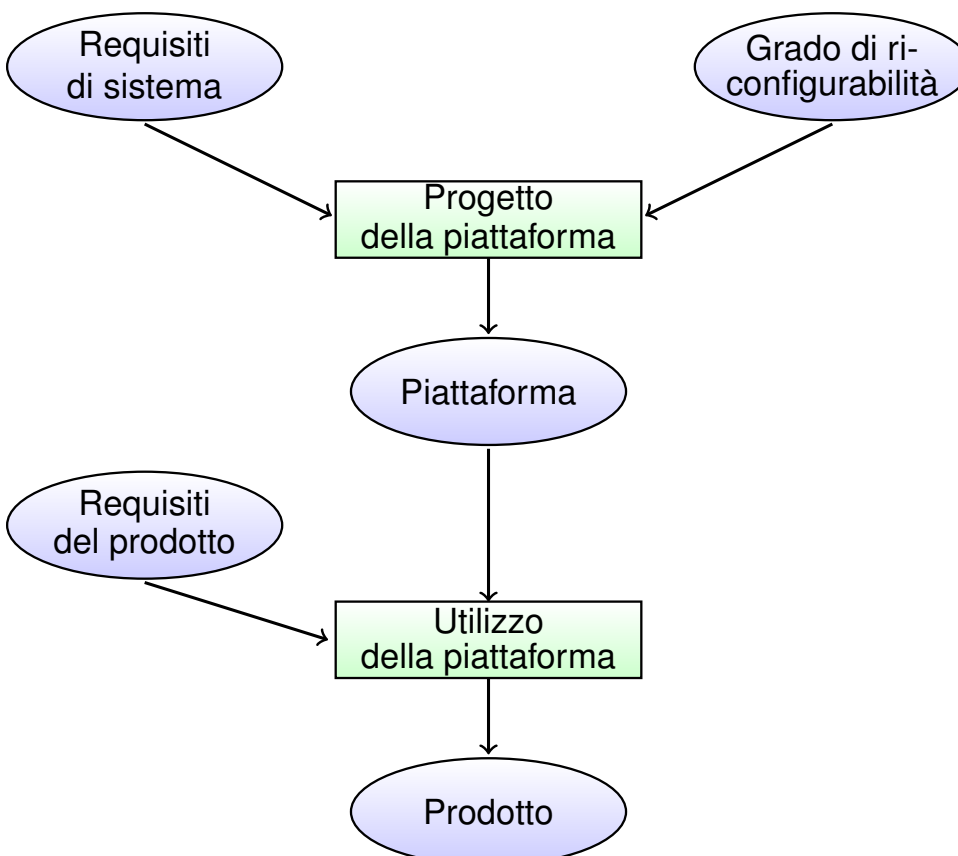 Requisiti
di sistema
Grado di ri-
configurabilità
Progetto
della piattaforma
Piattaforma
Requisiti
del prodotto
Utilizzo
della piattaforma
Prodotto